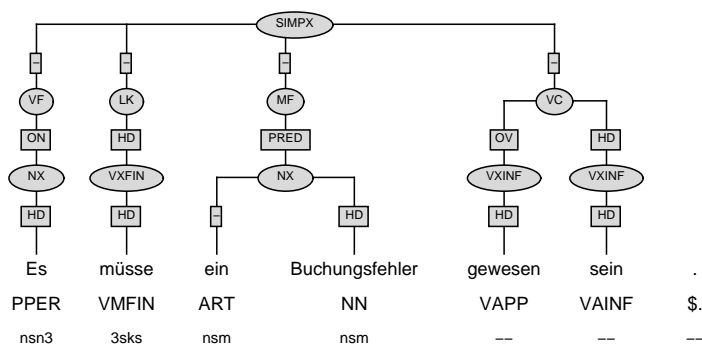 SIMPX
– – – –
VF LK MF VC
ON HD PRED OV HD
NX VXFIN NX VXINF VXINF
HD HD – HD HD HD
Es müsse ein Buchungsfehler gewesen sein .
PPER VMFIN ART NN VAPP VAINF $.
nsn3 3sks nsm nsm –– –– ––